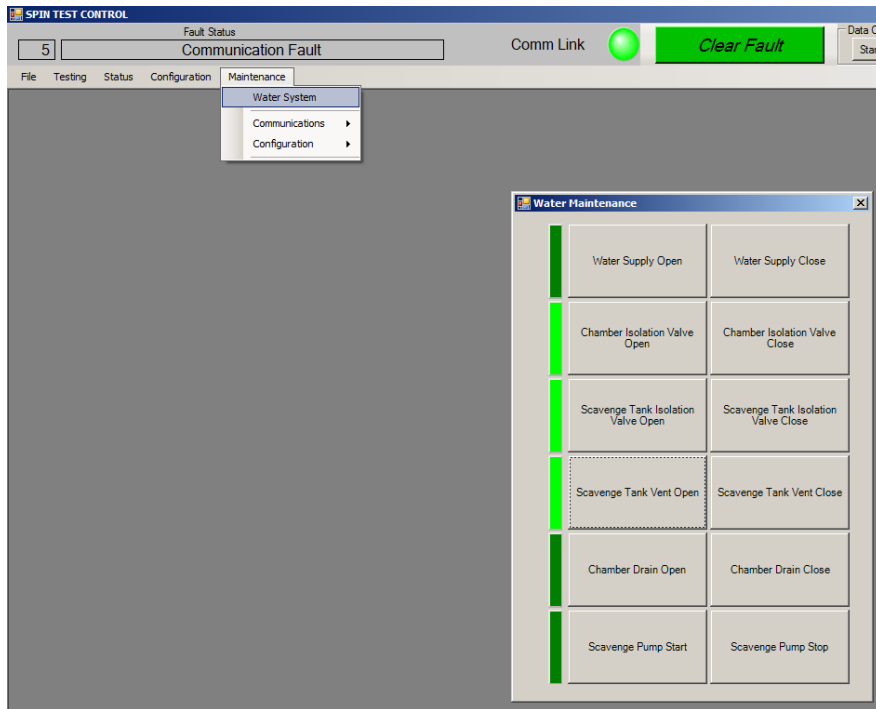 SPIN TEST CONTROL
Fault Status
5 Communication Fault
Comm Link
Clear Fault
File Testing Status Configuration Maintenance
Water System
Communications
Configuration
Water Maintenance
Water Supply Open
Water Supply Close
Chamber Isolation Valve
Open
Chamber Isolation Valve
Close
Scavenge Tank Isolation
Valve Open
Scavenge Tank Isolation
Valve Close
Scavenge Tank Vent Open
Scavenge Tank Vent Close
Chamber Drain Open
Chamber Drain Close
Scavenge Pump Start
Scavenge Pump Stop